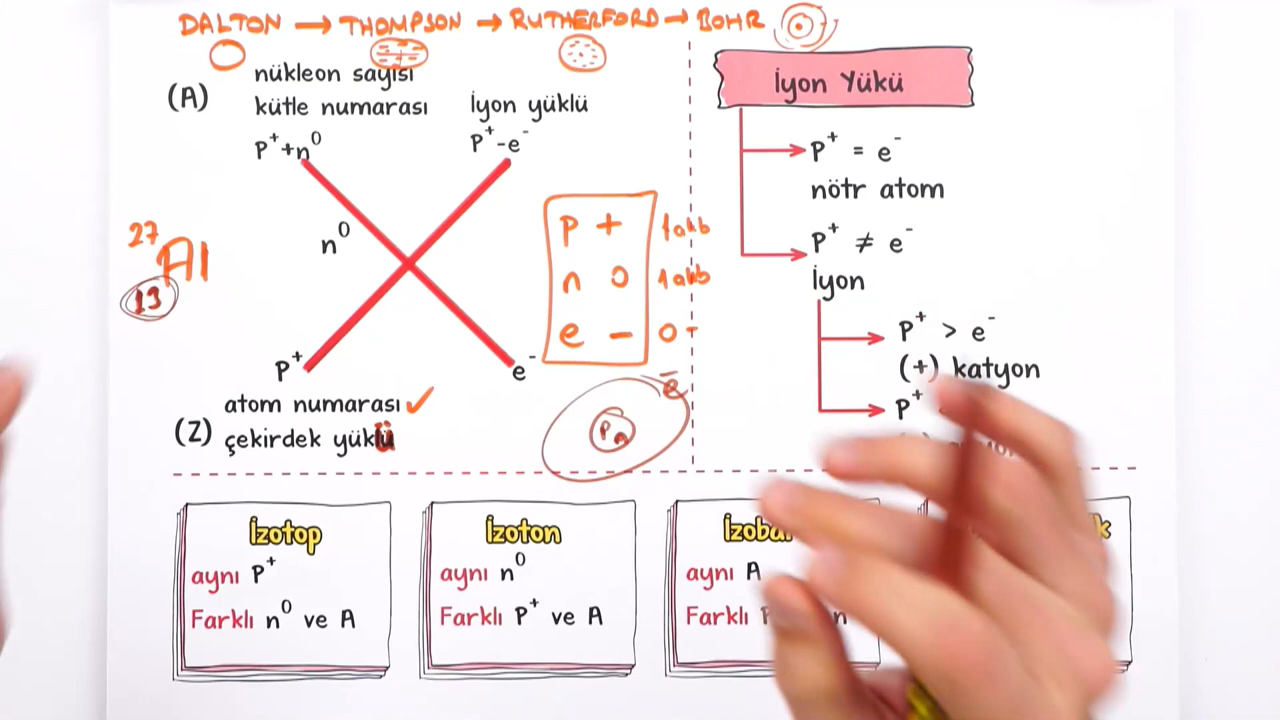 DALTON → THOMPSON → RUTHERFORD → BOHR
(A)
nükleon sayısı
kütle numarası
P⁺+n⁰
İyon yüklü
P⁺-e⁻
n⁰
27
Al
13
P⁺
e⁻
atom numarası ✓
(Z)
çekirdek yüklü
p + 1akb
n 0 1akb
e - 0
ē
P n
İyon Yükü
P⁺ = e⁻
nötr atom
P⁺ ≠ e⁻
İyon
P⁺ > e⁻
(+) katyon
P⁺
İzotop
aynı P⁺
Farklı n⁰ ve A
İzoton
aynı n⁰
Farklı P⁺ ve A
aynı A
Farklı
n